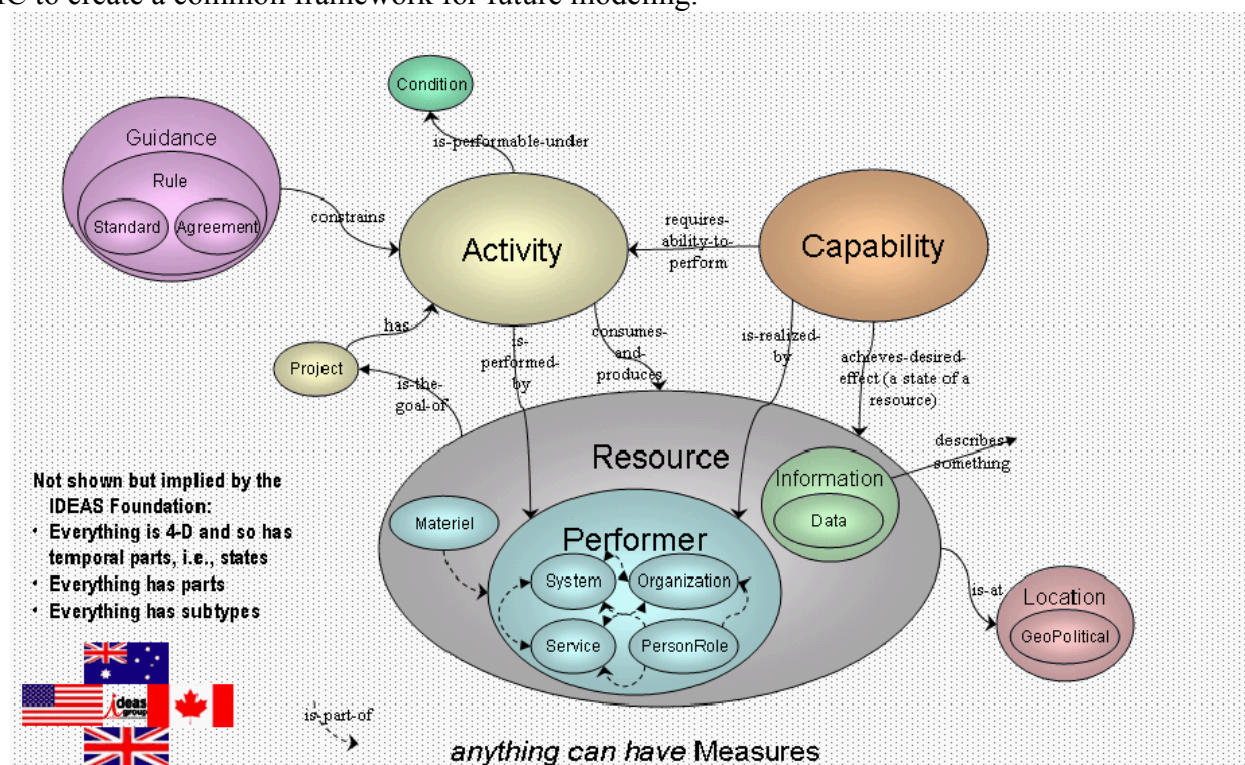 IC to create a common framework for future modeling.
Condition
is-performable-under
Guidance
Rule
Standard
Agreement
constrains
Activity
requires-
ability-to-
perform
Capability
has
Project
is-the-
goal-of
is-
performed-
by
consumes-
and-
produces
is-realized-
by
achieves-desired-
effect (a state of a
resource)
Resource
describes
something
Information
Data
Materiel
Performer
System
Organization
Service
PersonRole
is-at
Location
GeoPolitical
Not shown but implied by the
IDEAS Foundation:
• Everything is 4-D and so has
temporal parts, i.e., states
• Everything has parts
• Everything has subtypes
ideas
group
is-part-of
anything can have Measures